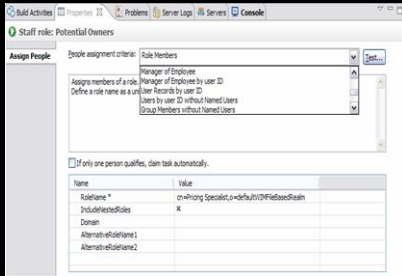 Build Activities Properties Problems Server Logs Servers Console
Staff role: Potential Owners
Assign People
People assignment criteria: Role Members Test...
Manager of Employee
Assigns members of a role. Manager of Employee by user ID
Define a role name as a un User Records by user ID
Users by user ID without Named Users
Group Members without Named Users
If only one person qualifies, claim task automatically.
Name Value
RoleName * cn=Pricing Specialist,o=defaultWIMFileBasedRealm
IncludeNestedRoles
Domain
AlternativeRoleName1
AlternativeRoleName2